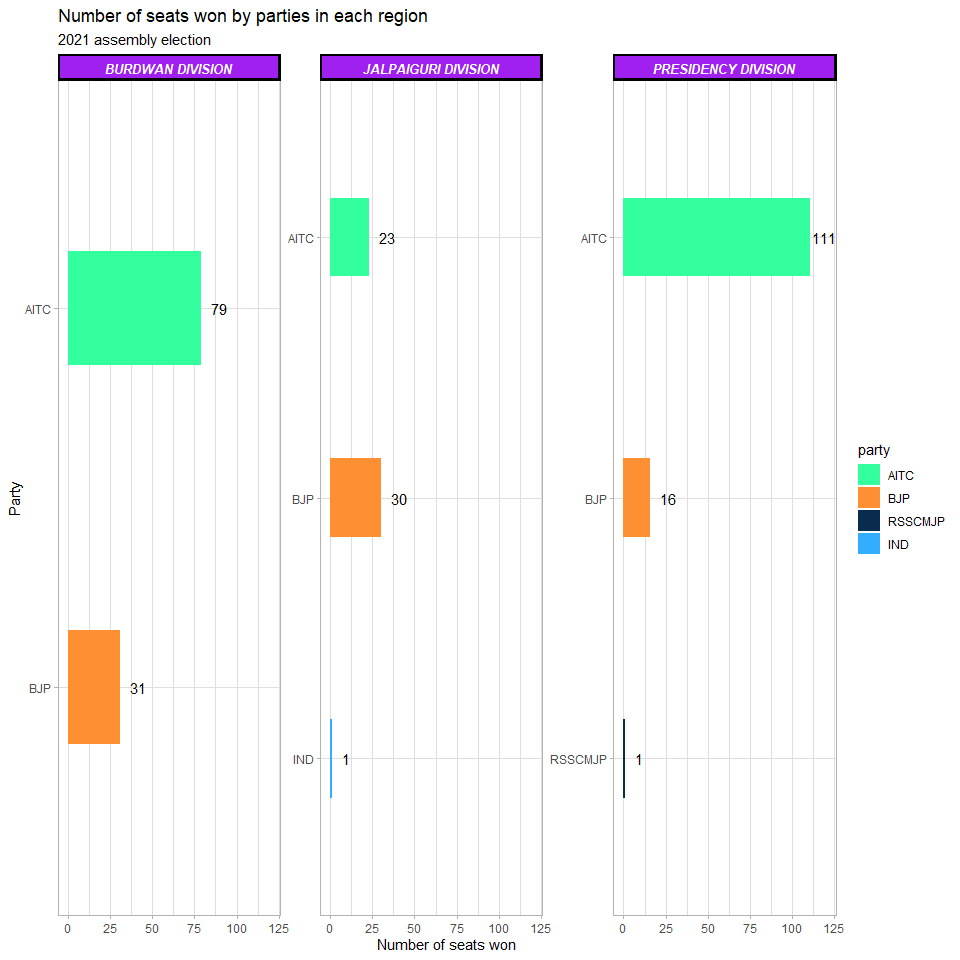 Number of seats won by parties in each region
2021 assembly election
BURDWAN DIVISION
JALPAIGURI DIVISION
PRESIDENCY DIVISION
Party
AITC
79
BJP
31
0 25 50 75 100 125
AITC
23
BJP
30
IND
1
0 25 50 75 100 125
AITC
111
BJP
16
RSSCMJP
1
0 25 50 75 100 125
Number of seats won
party
AITC
BJP
RSSCMJP
IND